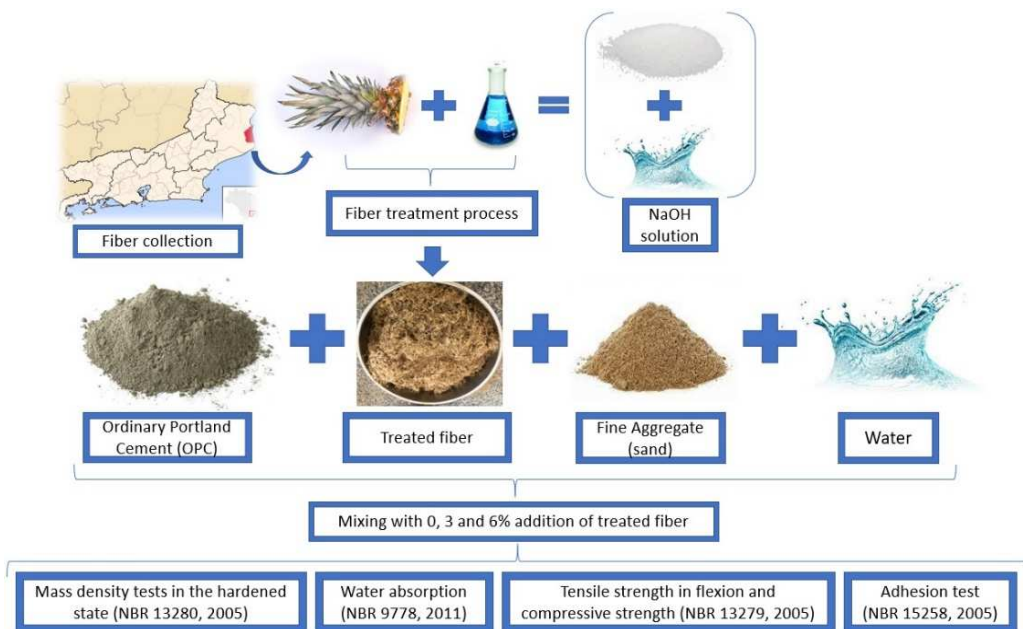 Fiber collection
Fiber treatment process
NaOH
solution
Ordinary Portland
Cement (OPC)
Treated fiber
Fine Aggregate
(sand)
Water
Mixing with 0, 3 and 6% addition of treated fiber
Mass density tests in the hardened
state (NBR 13280, 2005)
Water absorption
(NBR 9778, 2011)
Tensile strength in flexion and
compressive strength (NBR 13279, 2005)
Adhesion test
(NBR 15258, 2005)